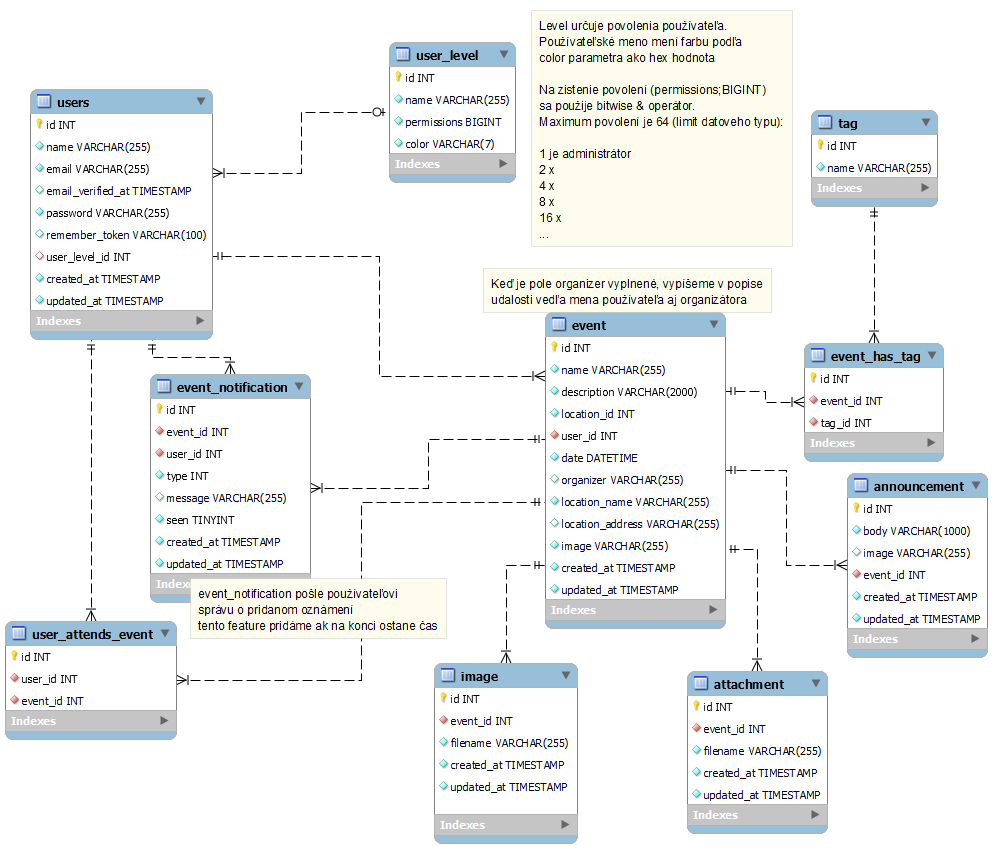 Level určuje povolenia používateľa.
Používateľské meno mení farbu podľa
color parametra ako hex hodnota
Na zistenie povolení (permissions;BIGINT)
sa použije bitwise & operátor.
Maximum povolení je 64 (limit datoveho typu):
1 je administrátor
2 x
4 x
8 x
16 x
...
user_level
id INT
name VARCHAR(255)
permissions BIGINT
color VARCHAR(7)
Indexes
users
id INT
name VARCHAR(255)
email VARCHAR(255)
email_verified_at TIMESTAMP
password VARCHAR(255)
remember_token VARCHAR(100)
user_level_id INT
created_at TIMESTAMP
updated_at TIMESTAMP
Indexes
tag
id INT
name VARCHAR(255)
Indexes
Keď je pole organizer vyplnené, vypíšeme v popise
udalosti vedľa mena používateľa aj organizátora
event
id INT
name VARCHAR(255)
description VARCHAR(2000)
location_id INT
user_id INT
date DATETIME
organizer VARCHAR(255)
location_name VARCHAR(255)
location_address VARCHAR(255)
image VARCHAR(255)
created_at TIMESTAMP
updated_at TIMESTAMP
Indexes
event_has_tag
id INT
event_id INT
tag_id INT
Indexes
event_notification
id INT
event_id INT
user_id INT
type INT
message VARCHAR(255)
seen TINYINT
created_at TIMESTAMP
updated_at TIMESTAMP
Indexes
event_notification pošle používateľovi
správu o pridanom oznámení
tento feature pridáme ak na konci ostane čas
announcement
id INT
body VARCHAR(1000)
image VARCHAR(255)
event_id INT
created_at TIMESTAMP
updated_at TIMESTAMP
Indexes
user_attends_event
id INT
user_id INT
event_id INT
Indexes
image
id INT
event_id INT
filename VARCHAR(255)
created_at TIMESTAMP
updated_at TIMESTAMP
Indexes
attachment
id INT
event_id INT
filename VARCHAR(255)
created_at TIMESTAMP
updated_at TIMESTAMP
Indexes